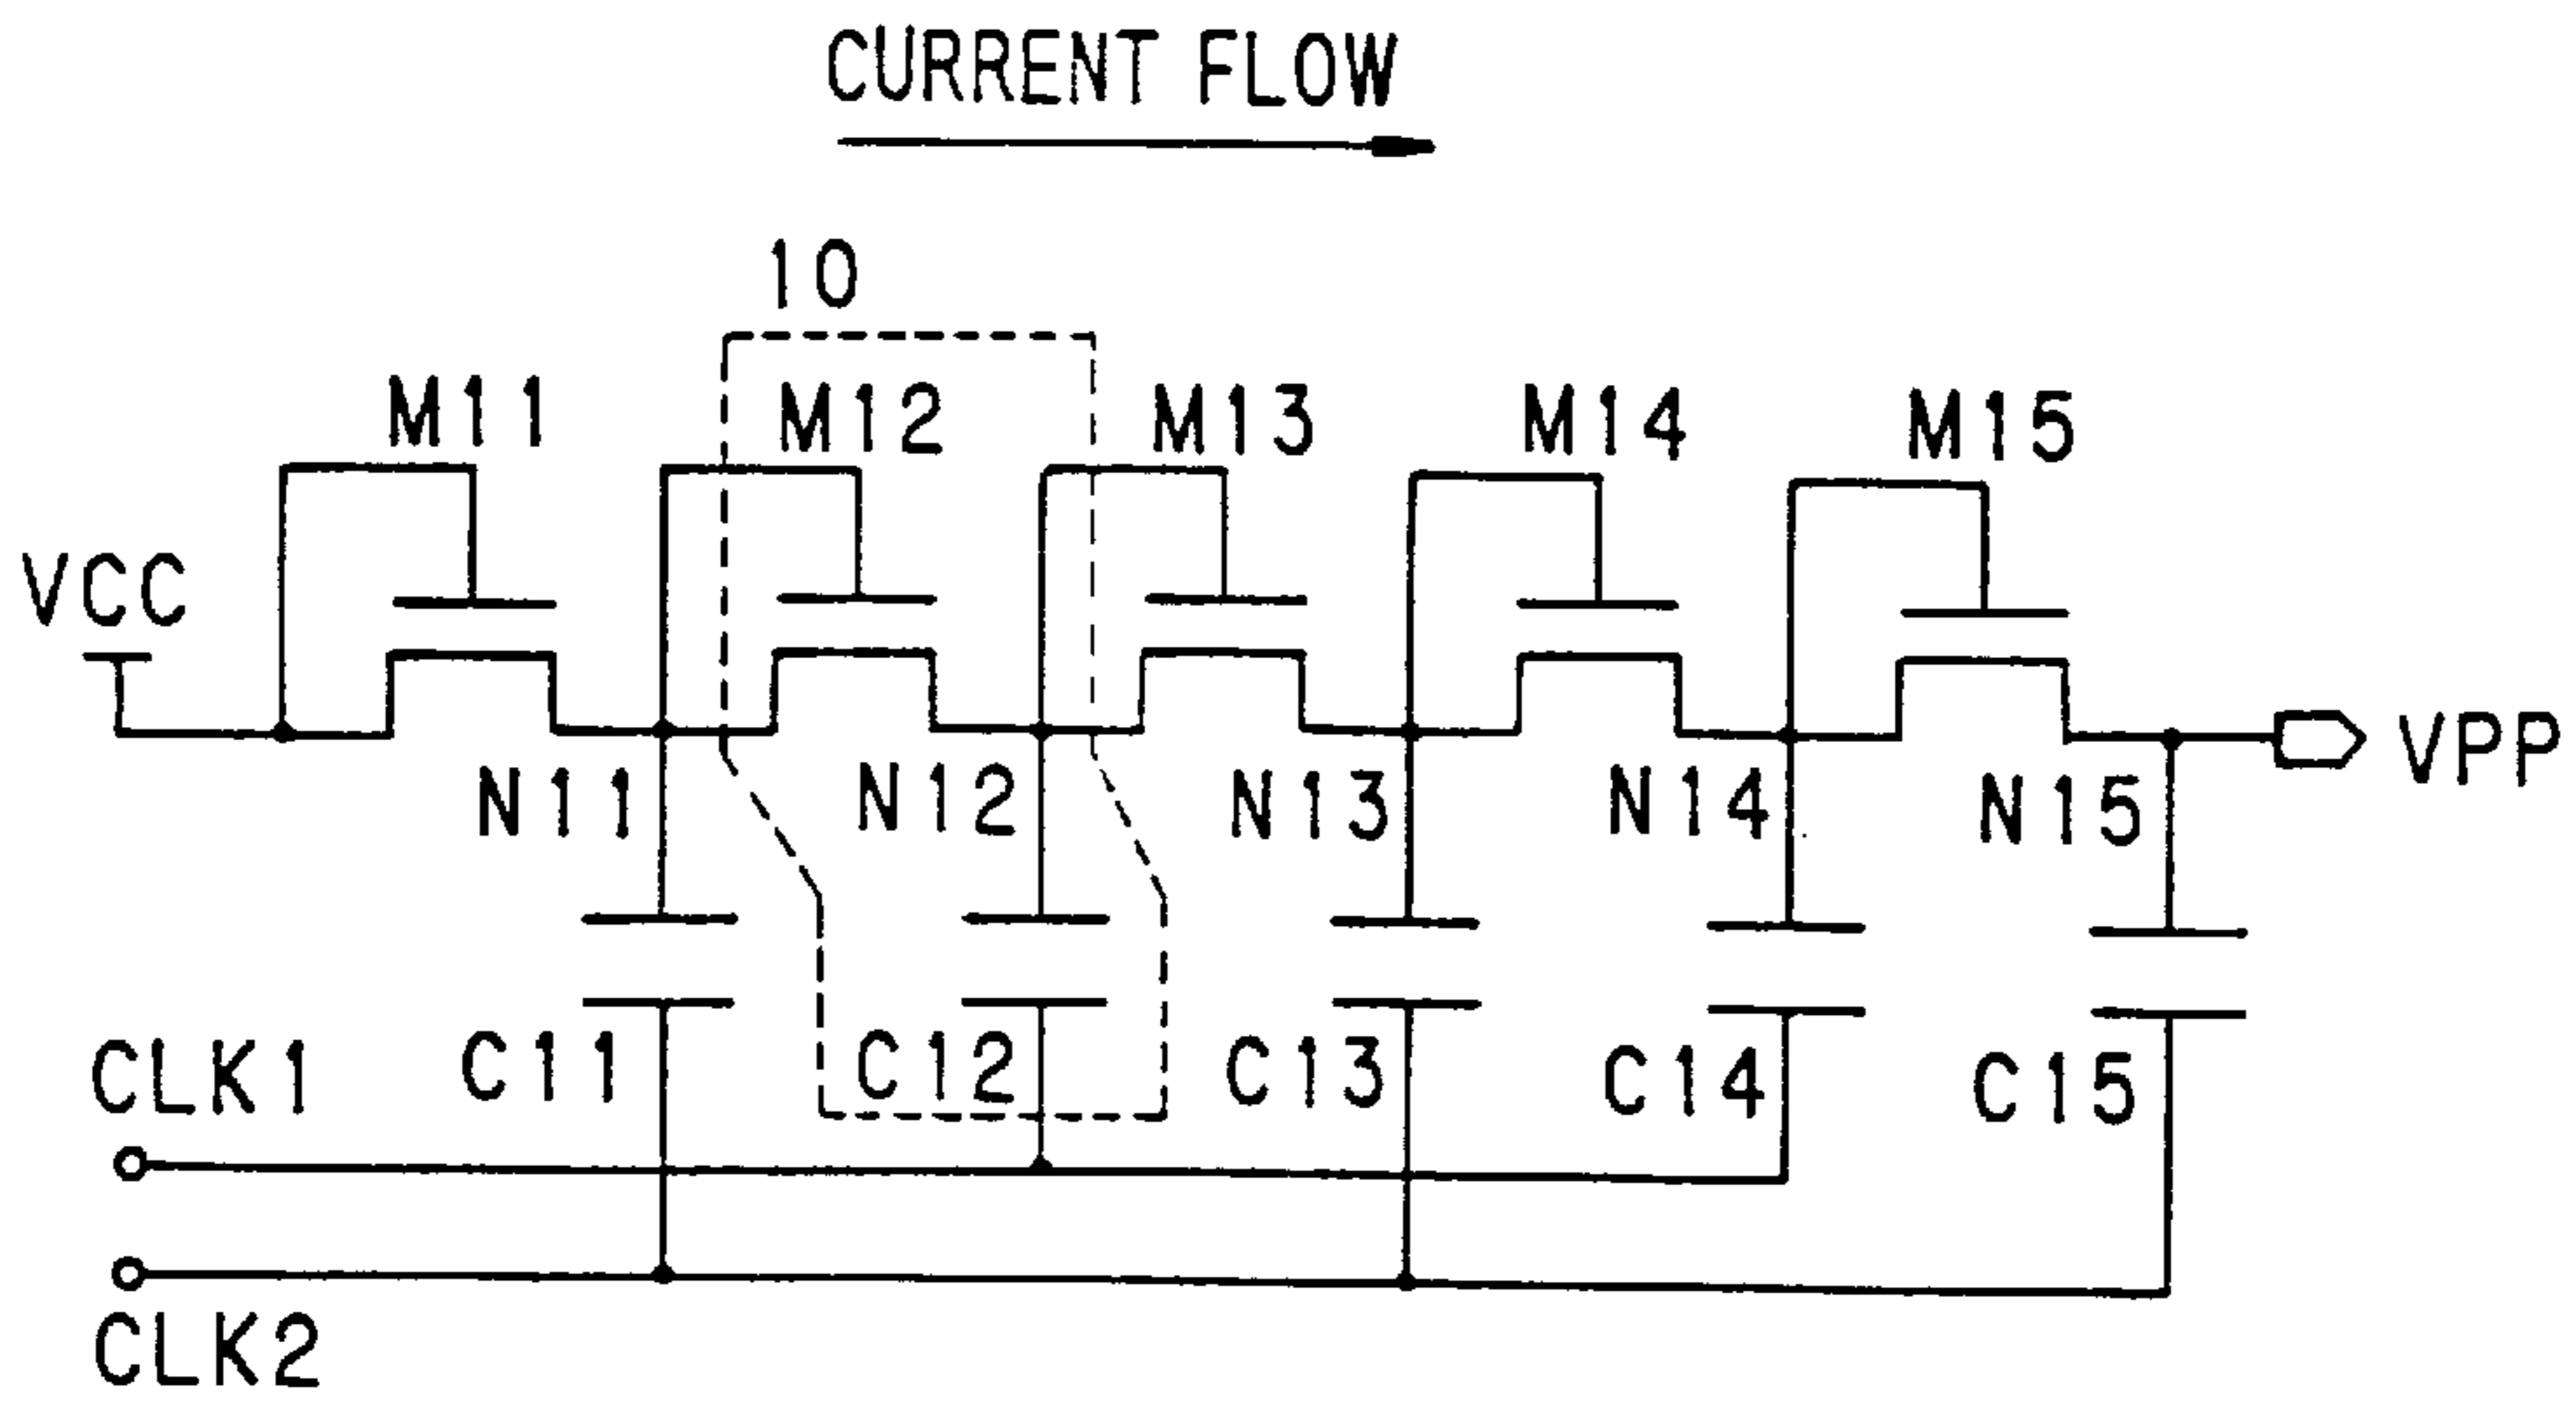 CURRENT FLOW
10
M11
M12
M13
M14
M15
VCC
VPP
N11
N12
N13
N14
N15
CLK1
C11
C12
C13
C14
C15
CLK2